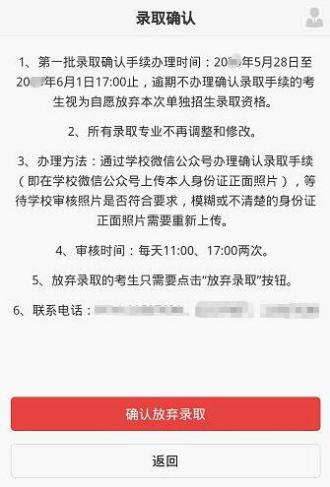 录取确认
1、第一批录取确认手续办理时间：20年5月28日至
20年6月1日17:00止，逾期不办理确认录取手续的考
生视为自愿放弃本次单独招生录取资格。
2、所有录取专业不再调整和修改。
3、办理方法：通过学校微信公众号办理确认录取手续
（即在学校微信公众号上传本人身份证正面照片），等
待学校审核照片是否符合要求，模糊或不清楚的身份证
正面照片需要重新上传。
4、审核时间：每天11:00、17:00两次。
5、放弃录取的考生只需要点击“放弃录取”按钮。
6、联系电话：
确认放弃录取
返回